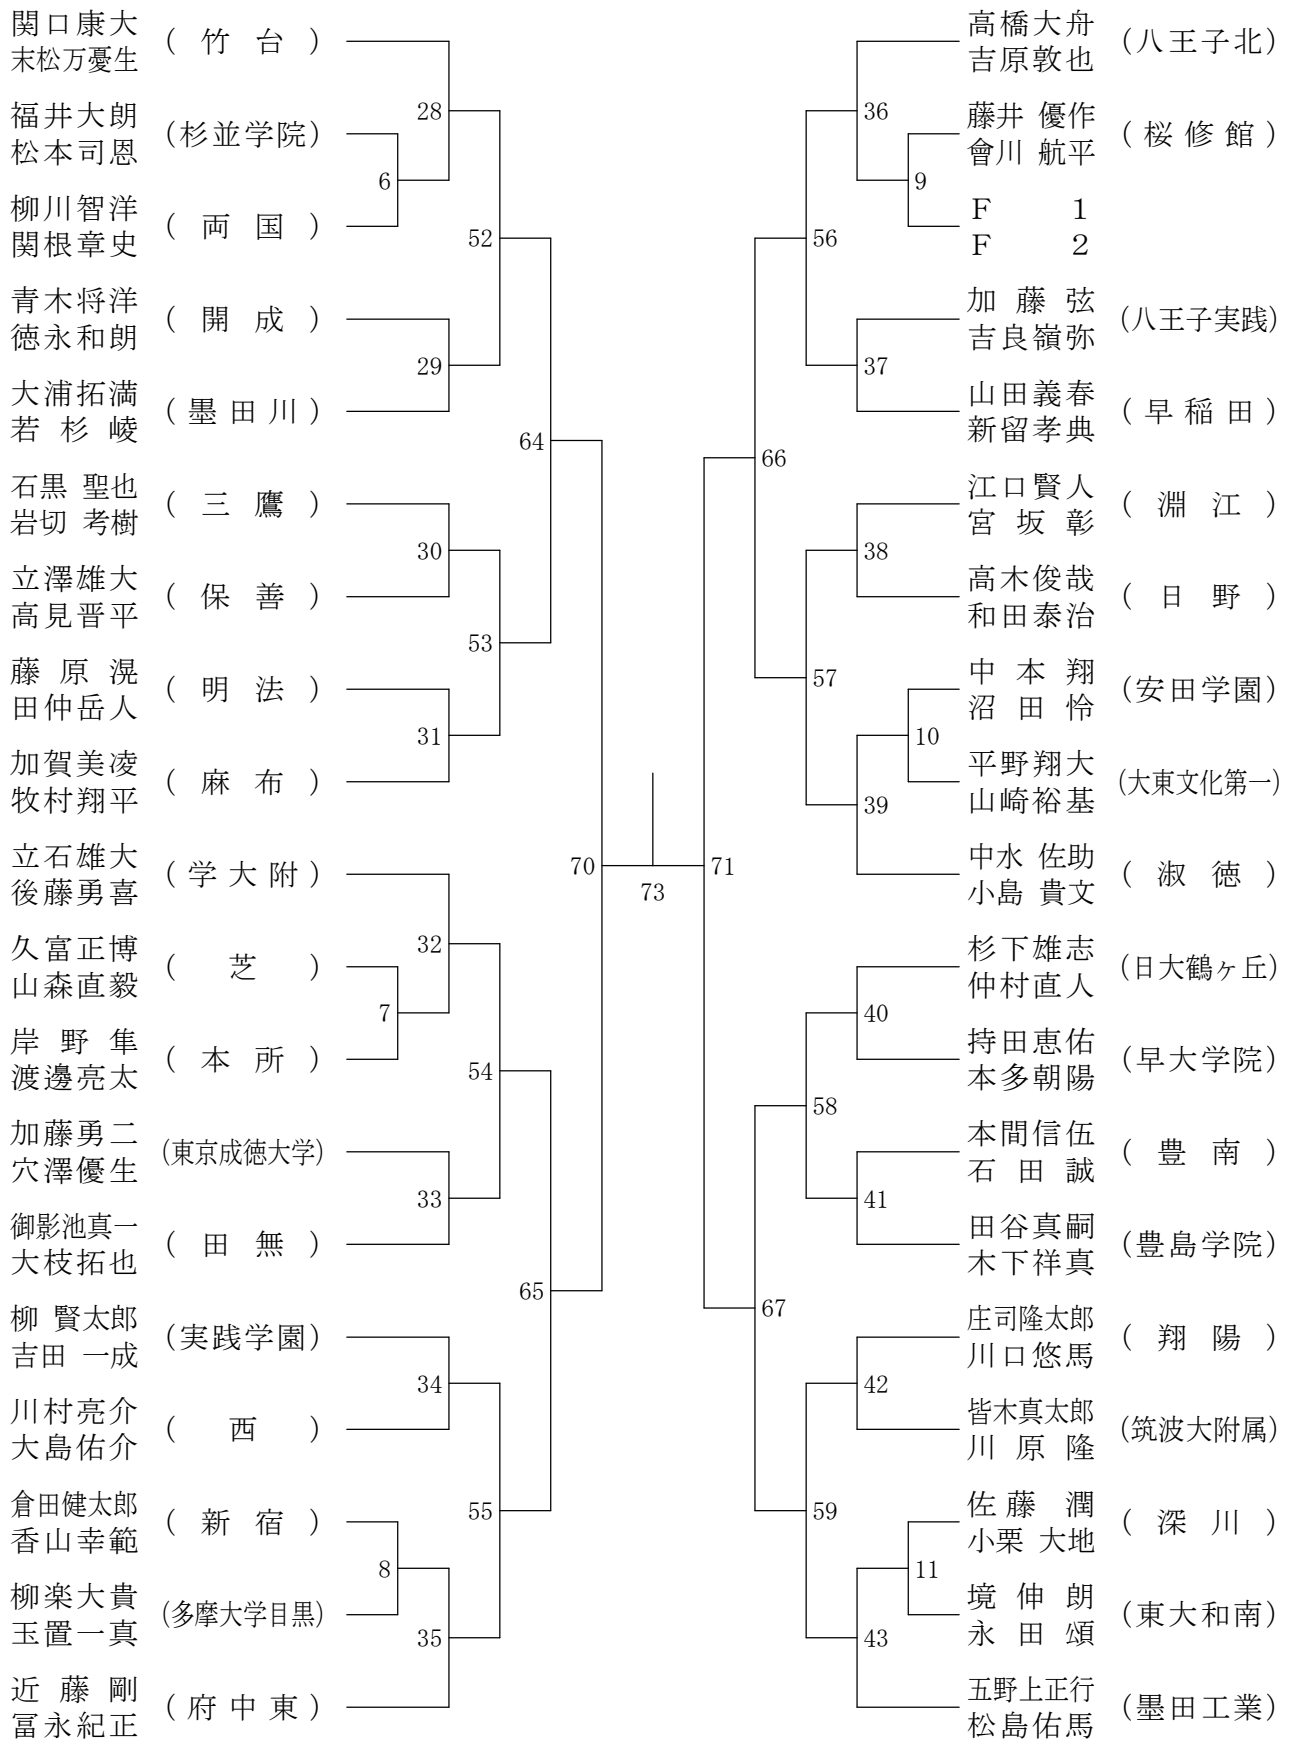 関口康大
末松万憂生
(竹台)
福井大朗
松本司恩
(杉並学院)
柳川智洋
関根章史
(両国)
青木将洋
徳永和朗
(開成)
大浦拓満
若杉崚
(墨田川)
石黒 聖也
岩切 考樹
(三鷹)
立澤雄大
高見晋平
(保善)
藤原滉
田仲岳人
(明法)
加賀美凌
牧村翔平
(麻布)
立石雄大
後藤勇喜
(学大附)
久富正博
山森直毅
(芝)
岸野隼
渡邊亮太
(本所)
加藤勇二
穴澤優生
(東京成徳大学)
御影池真一
大枝拓也
(田無)
柳 賢太郎
吉田 一成
(実践学園)
川村亮介
大島佑介
(西)
倉田健太郎
香山幸範
(新宿)
柳楽大貴
玉置一真
(多摩大学目黒)
近藤剛
冨永紀正
(府中東)
28
6
52
29
64
30
53
31
70
32
7
54
33
65
34
55
8
35
73
71
36
9
56
37
66
38
57
10
39
40
58
41
67
42
59
11
43
高橋大舟
吉原敦也
(八王子北)
藤井 優作
會川 航平
(桜修館)
F 1
F 2
加藤弦
吉良嶺弥
(八王子実践)
山田義春
新留孝典
(早稲田)
江口賢人
宮坂彰
(淵江)
高木俊哉
和田泰治
(日野)
中本翔
沼田怜
(安田学園)
平野翔大
山崎裕基
(大東文化第一)
中水 佐助
小島 貴文
(淑徳)
杉下雄志
仲村直人
(日大鶴ヶ丘)
持田恵佑
本多朝陽
(早大学院)
本間信伍
石田誠
(豊南)
田谷真嗣
木下祥真
(豊島学院)
庄司隆太郎
川口悠馬
(翔陽)
皆木真太郎
川原隆
(筑波大附属)
佐藤 潤
小栗 大地
(深川)
境伸朗
永田頌
(東大和南)
五野上正行
松島佑馬
(墨田工業)